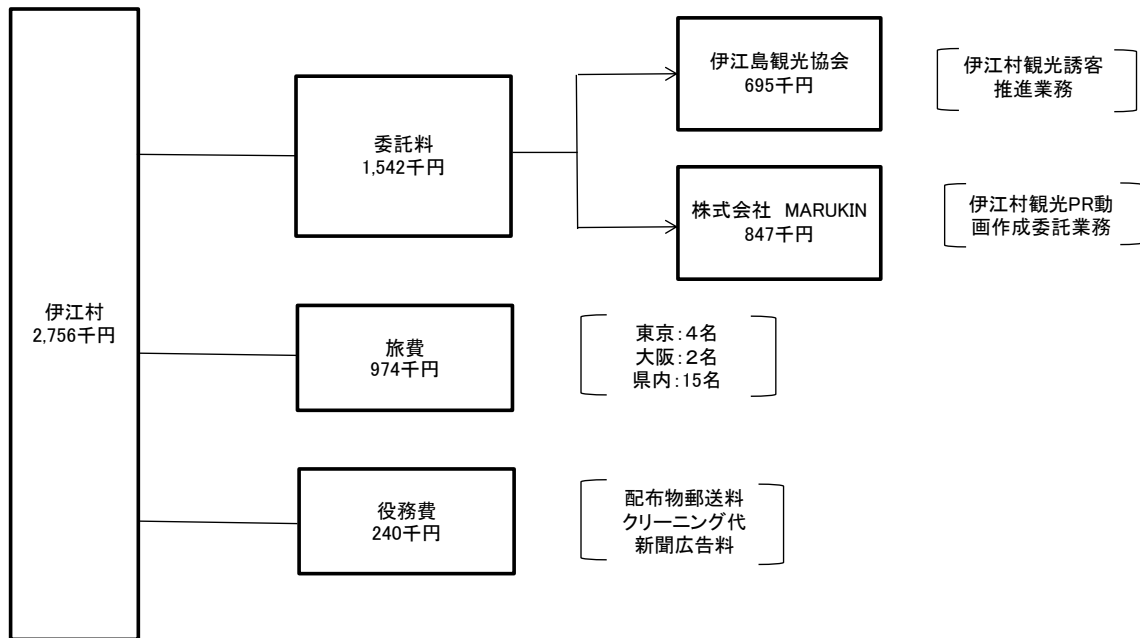 伊江村
2,756千円
委託料
1,542千円
伊江島観光協会
695千円
伊江村観光誘客
推進業務
株式会社　MARUKIN
847千円
伊江村観光PR動
画作成委託業務
旅費
974千円
東京：４名
大阪：２名
県内：15名
役務費
240千円
配布物郵送料
クリーニング代
新聞広告料